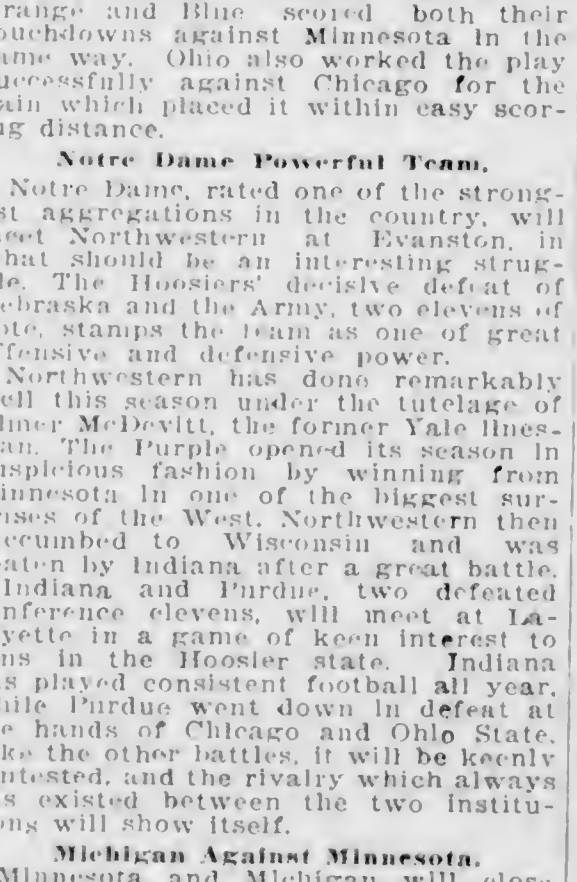 range and Blue scored both their
ouchdowns against Minnesota in the
ame way. Ohio also worked the play
uccessfully against Chicago for the
ain which placed it within easy scor-
ng distance.
Notre Dame Powerful Team.
Notre Dame, rated one of the strong-
st aggregations in the country, will
eet Northwestern at Evanston, in
hat should be an interesting strug-
le. The Hoosiers' decisive defeat of
ebraska and the Army, two elevens of
ote, stamps the team as one of great
ffensive and defensive power.
Northwestern has done remarkably
ell this season under the tutelage of
lmer McDevitt, the former Yale lines-
an. The Purple opened its season in
uspicious fashion by winning from
innesota in one of the biggest sur-
rises of the West. Northwestern then
ccumbed to Wisconsin and was
eaten by Indiana after a great battle.
Indiana and Purdue, two defeated
nference elevens, will meet at La-
yette in a game of keen interest to
ns in the Hoosier state. Indiana
s played consistent football all year,
hile Purdue went down in defeat at
e hands of Chicago and Ohio State.
ke the other battles, it will be keenly
ntested, and the rivalry which always
s existed between the two institu-
ons will show itself.
Michigan Against Minnesota.
Minnesota and Michigan will close